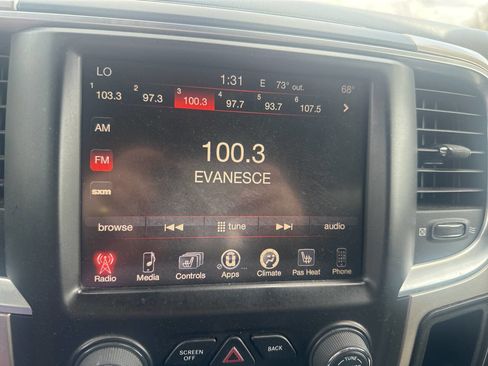 LO 1:31 E 73° out. 68°
1 103.3 2 97.3 3 100.3 4 97.7 5 93.7 6 107.5
AM
100.3
FM
EVANESCE
sxm
browse tune audio
Radio Media Controls Apps Climate Pas Heat Phone
SCREEN OFF BACK
TUNE